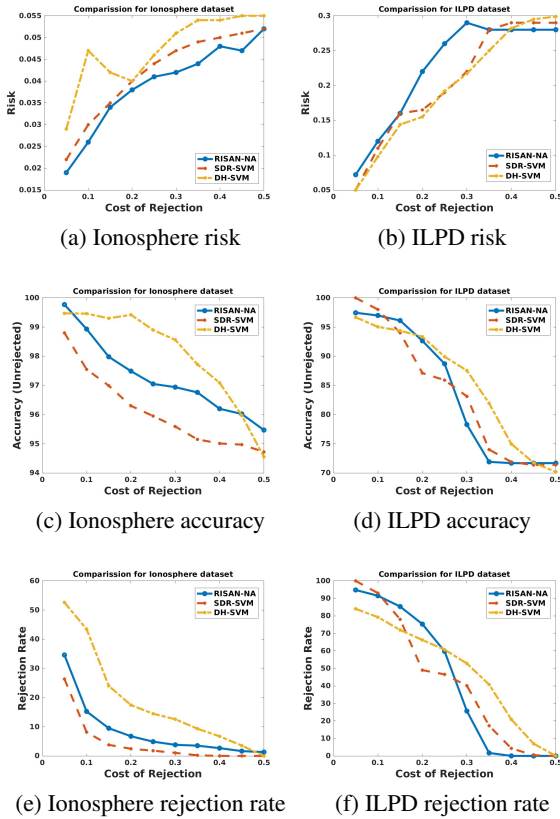 Comparission for Ionosphere dataset
0.055
0.05
0.045
0.04
0.035
0.03
0.025
0.02
0.015
Risk
RISAN-NA
SDR-SVM
DH-SVM
0 0.1 0.2 0.3 0.4 0.5
Cost of Rejection
(a) Ionosphere risk
Comparission for ILPD dataset
0.3
0.25
0.2
0.15
0.1
0.05
Risk
RISAN-NA
SDR-SVM
DH-SVM
0 0.1 0.2 0.3 0.4 0.5
Cost of Rejection
(b) ILPD risk
Comparission for Ionosphere dataset
100
99
98
97
96
95
94
Accuracy (Unrejected)
RISAN-NA
SDR-SVM
DH-SVM
0 0.1 0.2 0.3 0.4 0.5
Cost of Rejection
(c) Ionosphere accuracy
Comparission for ILPD dataset
100
95
90
85
80
75
70
Accuracy (Unrejected)
RISAN-NA
SDR-SVM
DH-SVM
0 0.1 0.2 0.3 0.4 0.5
Cost of Rejection
(d) ILPD accuracy
Comparission for Ionosphere dataset
60
50
40
30
20
10
0
Rejection Rate
RISAN-NA
SDR-SVM
DH-SVM
0 0.1 0.2 0.3 0.4 0.5
Cost of Rejection
(e) Ionosphere rejection rate
Comparission for ILPD dataset
100
90
80
70
60
50
40
30
20
10
0
Rejection Rate
RISAN-NA
SDR-SVM
DH-SVM
0 0.1 0.2 0.3 0.4 0.5
Cost of Rejection
(f) ILPD rejection rate